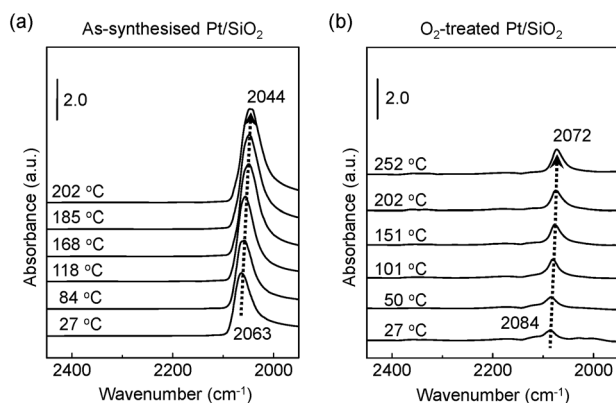 (a)
As-synthesised Pt/SiO₂
2.0
2044
202 °C
185 °C
168 °C
118 °C
84 °C
27 °C
2063
Absorbance (a.u.)
2400
2200
2000
Wavenumber (cm⁻¹)
(b)
O₂-treated Pt/SiO₂
2.0
2072
252 °C
202 °C
151 °C
101 °C
50 °C
2084
27 °C
Absorbance (a.u.)
2400
2200
2000
Wavenumber (cm⁻¹)